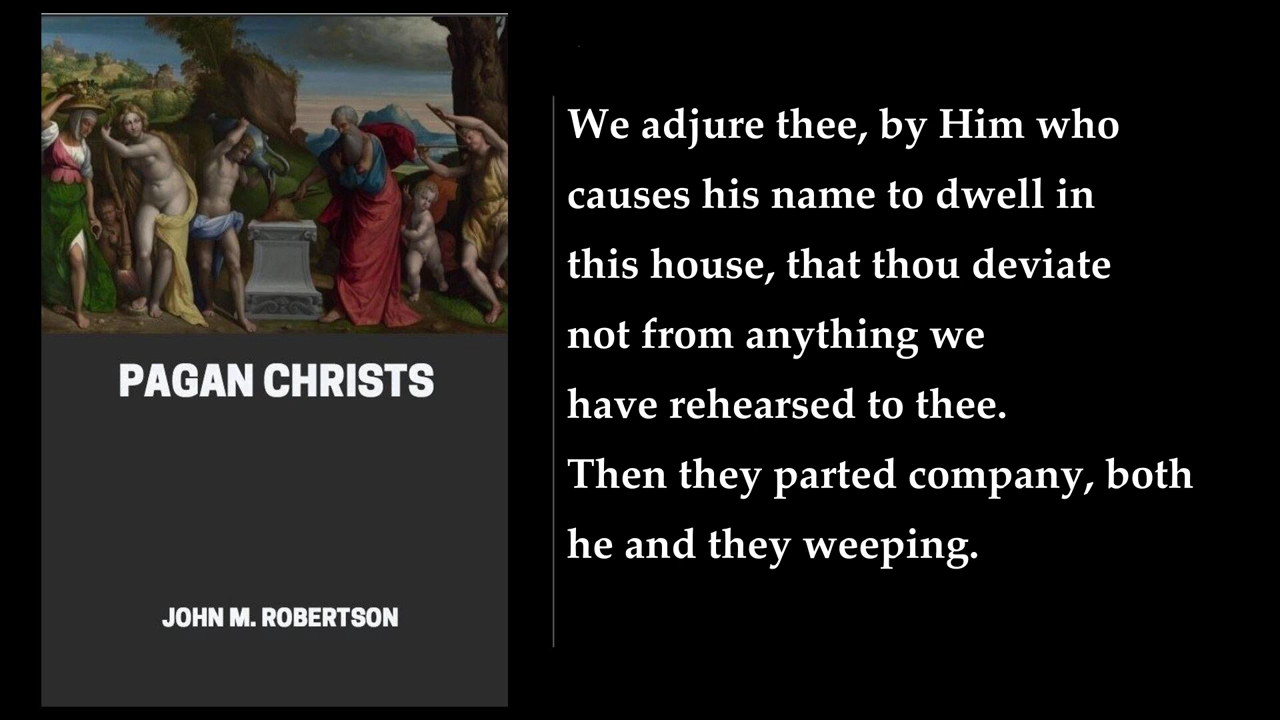 PAGAN CHRISTS
JOHN M. ROBERTSON
We adjure thee, by Him who
causes his name to dwell in
this house, that thou deviate
not from anything we
have rehearsed to thee.
Then they parted company, both
he and they weeping.